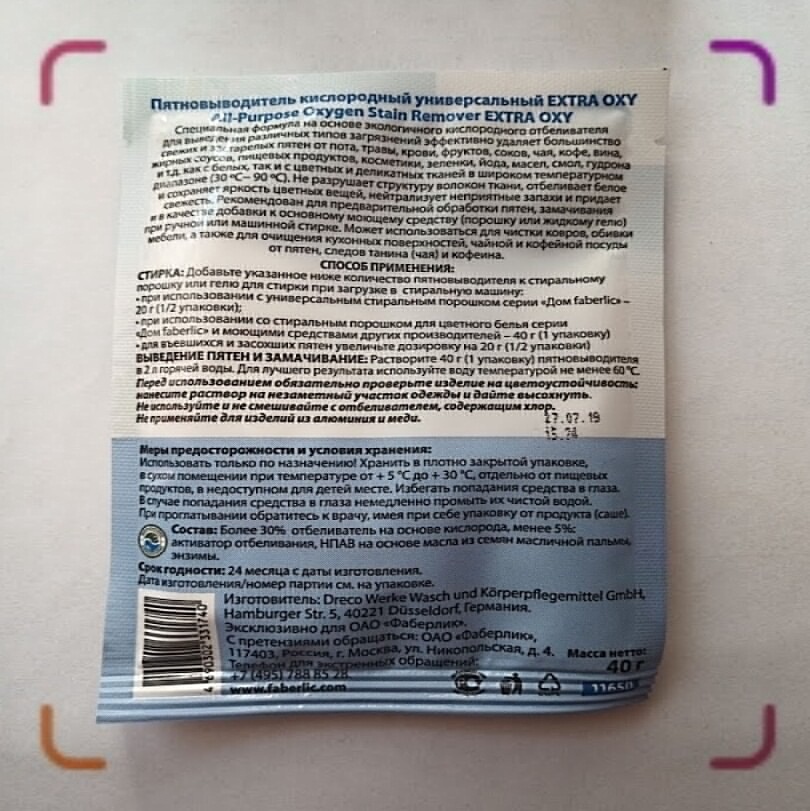 Пятновыводитель кислородный универсальный EXTRA OXY
All-Purpose Oxygen Stain Remover EXTRA OXY
Специальная формула на основе экологичного кислородного отбеливателя
для выведения различных типов загрязнений эффективно удаляет большинство
свежих и застарелых пятен от пота, травы, крови, фруктов, соков, чая, кофе, вина,
жирных соусов, пищевых продуктов, косметики, зеленки, йода, масел, смол, гудрона
и т.д. как с белых, так и с цветных и деликатных тканей в широком температурном
диапазоне (30 °С– 90 °С). Не разрушает структуру волокон ткани, отбеливает белое
и сохраняет яркость цветных вещей, нейтрализует неприятные запахи и придает
свежесть. Рекомендован для предварительной обработки пятен, замачивания
и в качестве добавки к основному моющему средству (порошку или жидкому гелю)
при ручной или машинной стирке. Может использоваться для чистки ковров, обивки
мебели, а также для очищения кухонных поверхностей, чайной и кофейной посуды
от пятен, следов танина (чая) и кофеина.
СПОСОБ ПРИМЕНЕНИЯ:
СТИРКА: Добавьте указанное ниже количество пятновыводителя к стиральному
порошку или гелю для стирки при загрузке в стиральную машину:
• при использовании с универсальным стиральным порошком серии «Дом faberlic» –
20 г (1/2 упаковки);
• при использовании со стиральным порошком для цветного белья серии
«Дом faberlic» и моющими средствами других производителей – 40 г (1 упаковку)
• для въевшихся и засохших пятен увеличьте дозировку на 20 г (1/2 упаковки)
ВЫВЕДЕНИЕ ПЯТЕН И ЗАМАЧИВАНИЕ: Растворите 40 г (1 упаковку) пятновыводителя
в 2 л горячей воды. Для лучшего результата используйте воду температурой не менее 60 °С.
Перед использованием обязательно проверьте изделие на цветоустойчивость:
нанесите раствор на незаметный участок одежды и дайте высохнуть.
Не используйте и не смешивайте с отбеливателем, содержащим хлор.
Не применяйте для изделий из алюминия и меди.
27.07.19
Меры предосторожности и условия хранения:
Использовать только по назначению! Хранить в плотно закрытой упаковке,
в сухом помещении при температуре от + 5 °С до + 30 °С, отдельно от пищевых
продуктов, в недоступном для детей месте. Избегать попадания средства в глаза.
В случае попадания средства в глаза немедленно промыть их чистой водой.
При проглатывании обратитесь к врачу, имея при себе упаковку от продукта (саше).
Состав: Более 30% отбеливатель на основе кислорода, менее 5%:
активатор отбеливания, НПАВ на основе масла из семян масличной пальмы,
энзимы.
Срок годности: 24 месяца с даты изготовления.
Дата изготовления/номер партии см. на упаковке.
Изготовитель: Dreco Werke Wasch und Körperpflegemittel GmbH,
Hamburger Str. 5, 40221 Düsseldorf, Германия.
Эксклюзивно для ОАО «Фаберлик».
С претензиями обращаться: ОАО «Фаберлик»,
117403, Россия, г. Москва, ул. Никопольская, д. 4.
Телефон для экстренных обращений:
+7 (495) 788 85 28
www.faberlic.com
Масса нетто:
40 г
11650
4 690302 331740